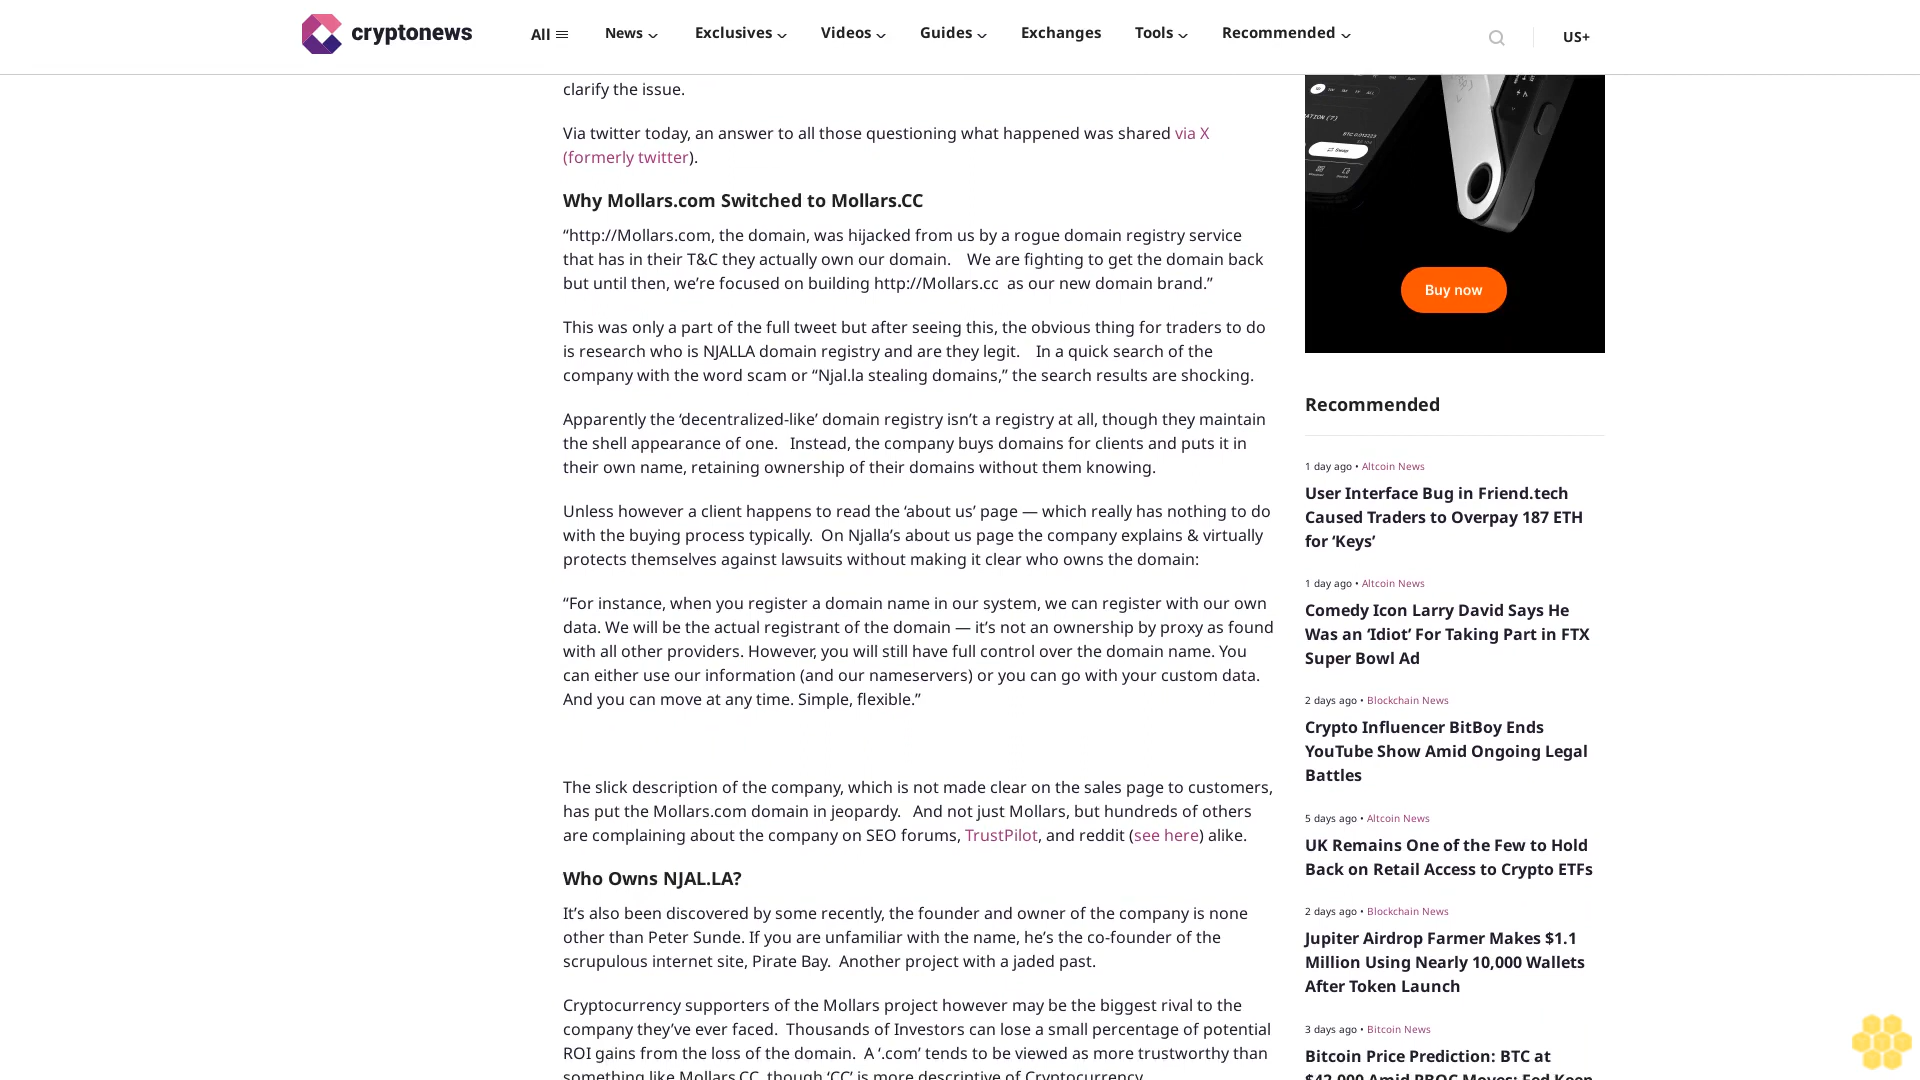 cryptonews
All
News
Exclusives
Videos
Guides
Exchanges
Tools
Recommended
US+
clarify the issue.
Via twitter today, an answer to all those questioning what happened was shared via X
(formerly twitter).
Why Mollars.com Switched to Mollars.CC
“http://Mollars.com, the domain, was hijacked from us by a rogue domain registry service
that has in their T&C they actually own our domain. We are fighting to get the domain back
but until then, we’re focused on building http://Mollars.cc as our new domain brand.”
This was only a part of the full tweet but after seeing this, the obvious thing for traders to do
is research who is NJALLA domain registry and are they legit. In a quick search of the
company with the word scam or “Njal.la stealing domains,” the search results are shocking.
Apparently the ‘decentralized-like’ domain registry isn’t a registry at all, though they maintain
the shell appearance of one. Instead, the company buys domains for clients and puts it in
their own name, retaining ownership of their domains without them knowing.
Unless however a client happens to read the ‘about us’ page — which really has nothing to do
with the buying process typically. On Njalla’s about us page the company explains & virtually
protects themselves against lawsuits without making it clear who owns the domain:
“For instance, when you register a domain name in our system, we can register with our own
data. We will be the actual registrant of the domain — it’s not an ownership by proxy as found
with all other providers. However, you will still have full control over the domain name. You
can either use our information (and our nameservers) or you can go with your custom data.
And you can move at any time. Simple, flexible.”
The slick description of the company, which is not made clear on the sales page to customers,
has put the Mollars.com domain in jeopardy. And not just Mollars, but hundreds of others
are complaining about the company on SEO forums, TrustPilot, and reddit (see here) alike.
Who Owns NJAL.LA?
It’s also been discovered by some recently, the founder and owner of the company is none
other than Peter Sunde. If you are unfamiliar with the name, he’s the co-founder of the
scrupulous internet site, Pirate Bay. Another project with a jaded past.
Cryptocurrency supporters of the Mollars project however may be the biggest rival to the
company they’ve ever faced. Thousands of Investors can lose a small percentage of potential
ROI gains from the loss of the domain. A ‘.com’ tends to be viewed as more trustworthy than
something like Mollars.CC, though ‘CC’ is more descriptive of Cryptocurrency.
Swap
Buy now
Recommended
1 day ago • Altcoin News
User Interface Bug in Friend.tech
Caused Traders to Overpay 187 ETH
for ‘Keys’
1 day ago • Altcoin News
Comedy Icon Larry David Says He
Was an ‘Idiot’ For Taking Part in FTX
Super Bowl Ad
2 days ago • Blockchain News
Crypto Influencer BitBoy Ends
YouTube Show Amid Ongoing Legal
Battles
5 days ago • Altcoin News
UK Remains One of the Few to Hold
Back on Retail Access to Crypto ETFs
2 days ago • Blockchain News
Jupiter Airdrop Farmer Makes $1.1
Million Using Nearly 10,000 Wallets
After Token Launch
3 days ago • Bitcoin News
Bitcoin Price Prediction: BTC at
$42,000 Amid PBOC Moves; Fed Keep